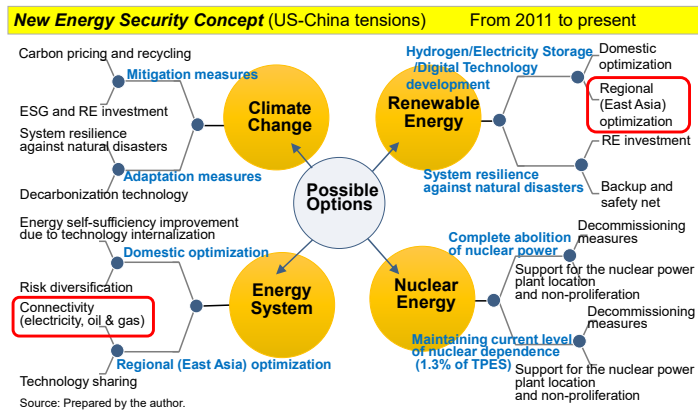 New Energy Security Concept (US-China tensions) From 2011 to present
Carbon pricing and recycling
Mitigation measures
ESG and RE investment
System resilience
against natural disasters
Adaptation measures
Decarbonization technology
Climate
Change
Hydrogen/Electricity Storage
/Digital Technology
development
Renewable
Energy
Domestic
optimization
Regional
(East Asia)
optimization
RE investment
System resilience
against natural disasters
Backup and
safety net
Possible
Options
Energy self-sufficiency improvement
due to technology internalization
Domestic optimization
Risk diversification
Connectivity
(electricity, oil & gas)
Regional (East Asia) optimization
Technology sharing
Energy
System
Complete abolition
of nuclear power
Nuclear
Energy
Decommissioning
measures
Support for the nuclear power
plant location
and non-proliferation
Decommissioning
measures
Maintaining current level
of nuclear dependence
(1.3% of TPES)
Support for the nuclear power
plant location
and non-proliferation
Source: Prepared by the author.